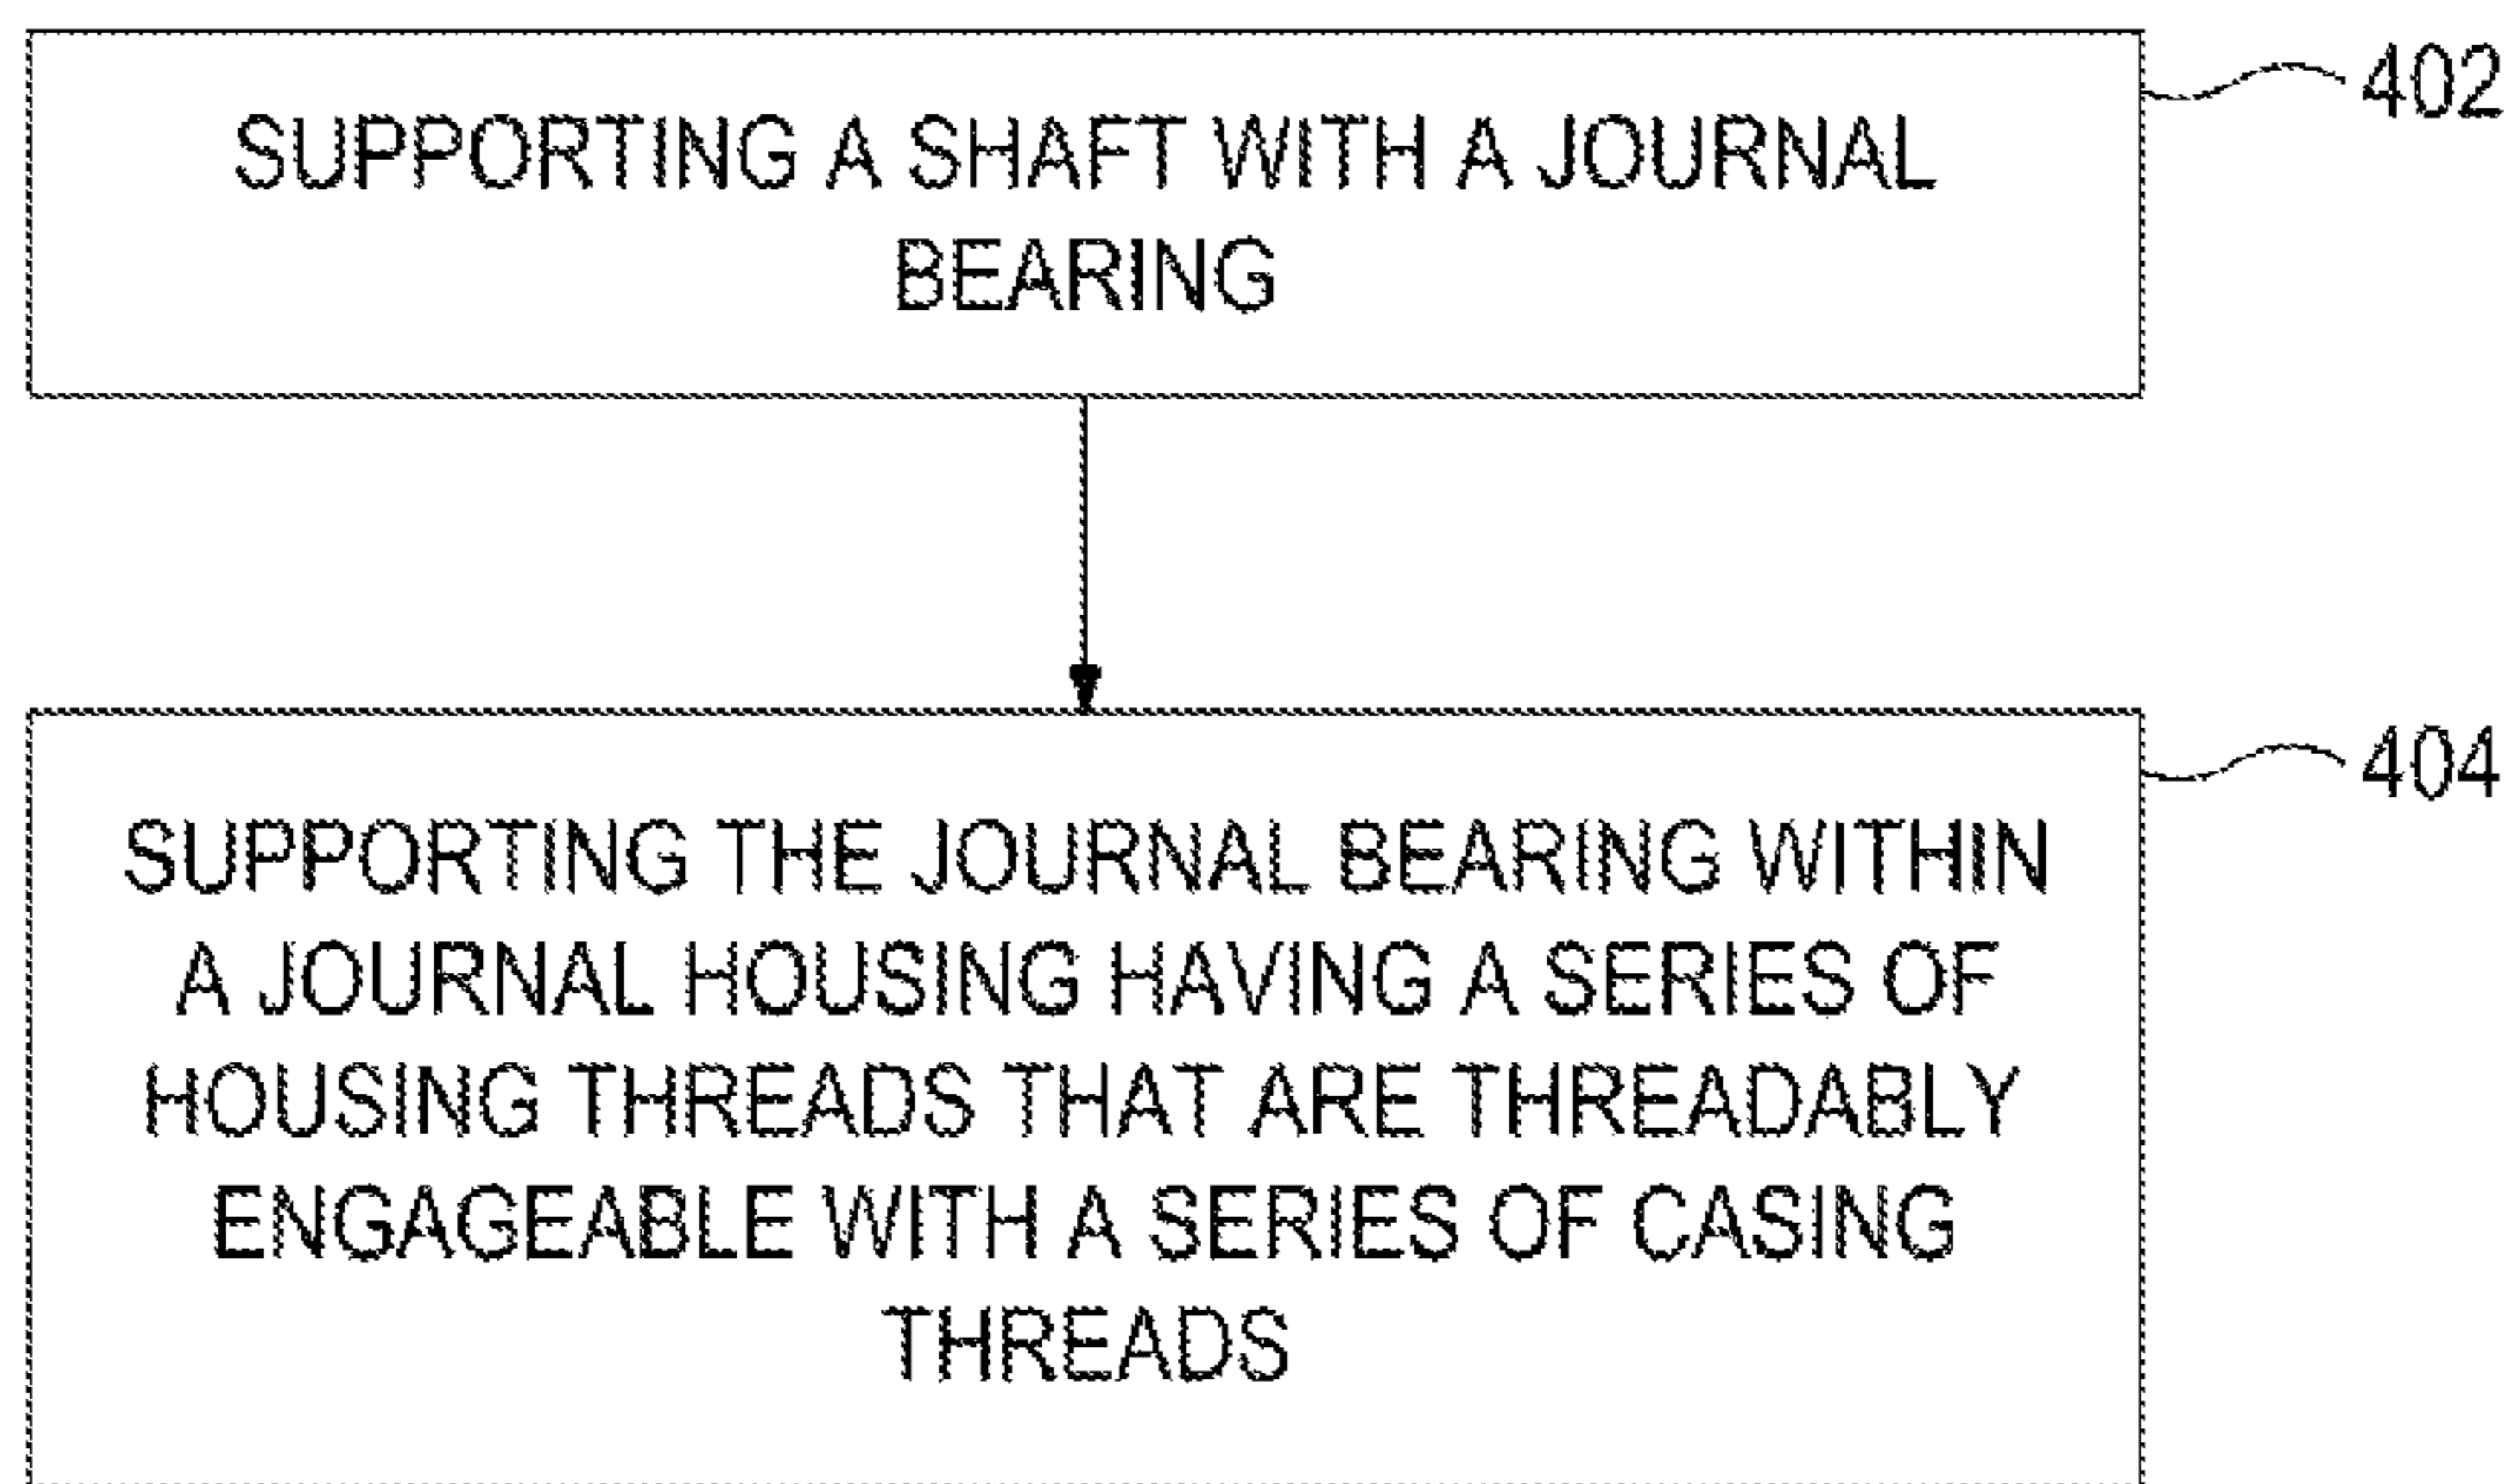 SUPPORTING A SHAFT WITH A JOURNAL
BEARING
402
SUPPORTING THE JOURNAL BEARING WITHIN
A JOURNAL HOUSING HAVING A SERIES OF
HOUSING THREADS THAT ARE THREADABLY
ENGAGEABLE WITH A SERIES OF CASING
THREADS
404